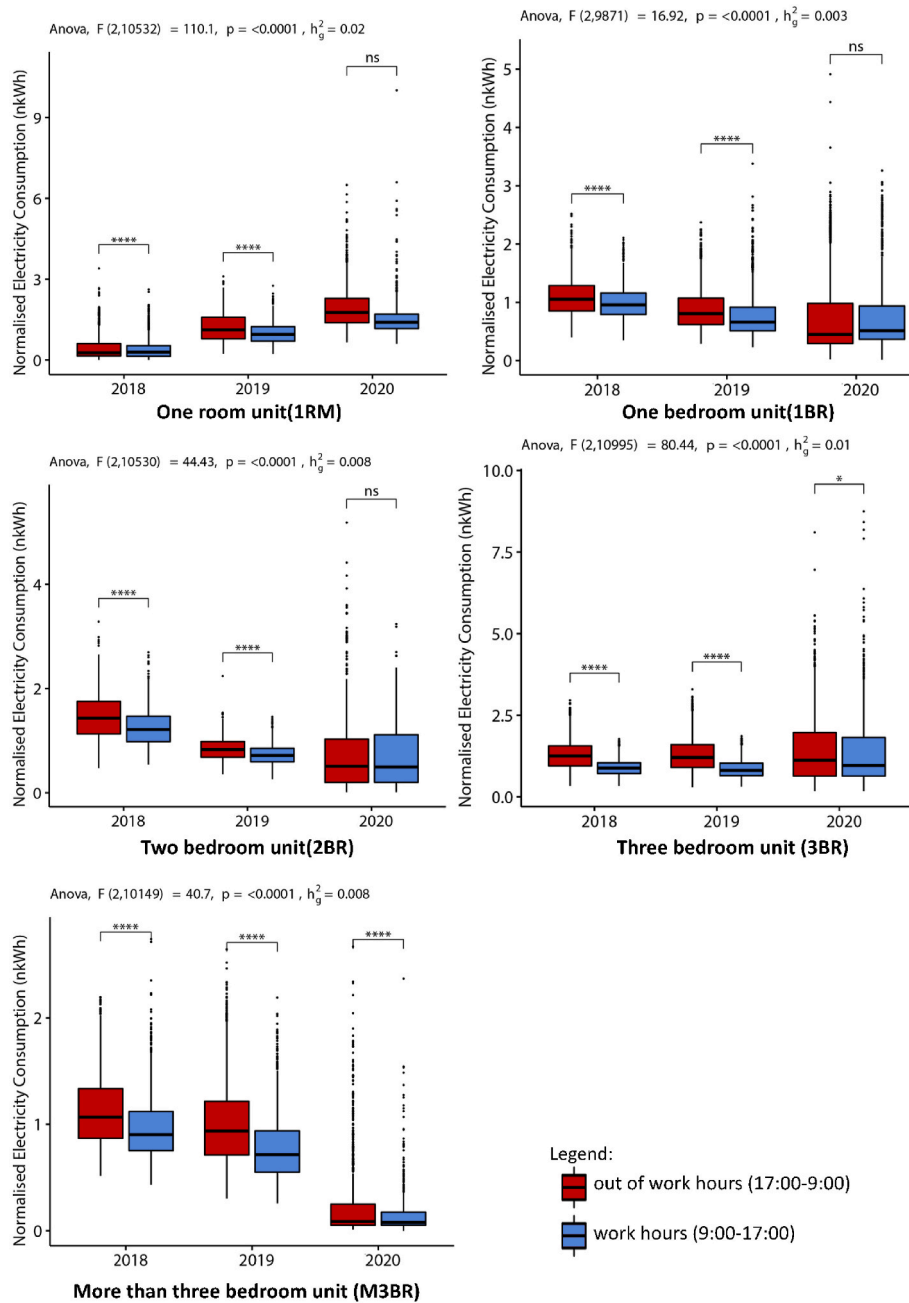 Anova, F (2,10532) = 110.1, p = <0.0001 , h²g = 0.02
Normalised Electricity Consumption (nkWh)
9
6
3
0
****
****
ns
2018 2019 2020
One room unit(1RM)
Anova, F (2,9871) = 16.92, p = <0.0001 , h²g = 0.003
Normalised Electricity Consumption (nkWh)
5
4
3
2
1
0
****
****
ns
2018 2019 2020
One bedroom unit(1BR)
Anova, F (2,10530) = 44.43, p = <0.0001 , h²g = 0.008
Normalised Electricity Consumption (nkWh)
4
2
0
****
****
ns
2018 2019 2020
Two bedroom unit(2BR)
Anova, F (2,10995) = 80.44, p = <0.0001 , h²g = 0.01
Normalised Electricity Consumption (nkWh)
10.0
7.5
5.0
2.5
0.0
****
****
*
2018 2019 2020
Three bedroom unit (3BR)
Anova, F (2,10149) = 40.7, p = <0.0001 , h²g = 0.008
Normalised Electricity Consumption (nkWh)
2
1
0
****
****
****
2018 2019 2020
More than three bedroom unit (M3BR)
Legend:
out of work hours (17:00-9:00)
work hours (9:00-17:00)